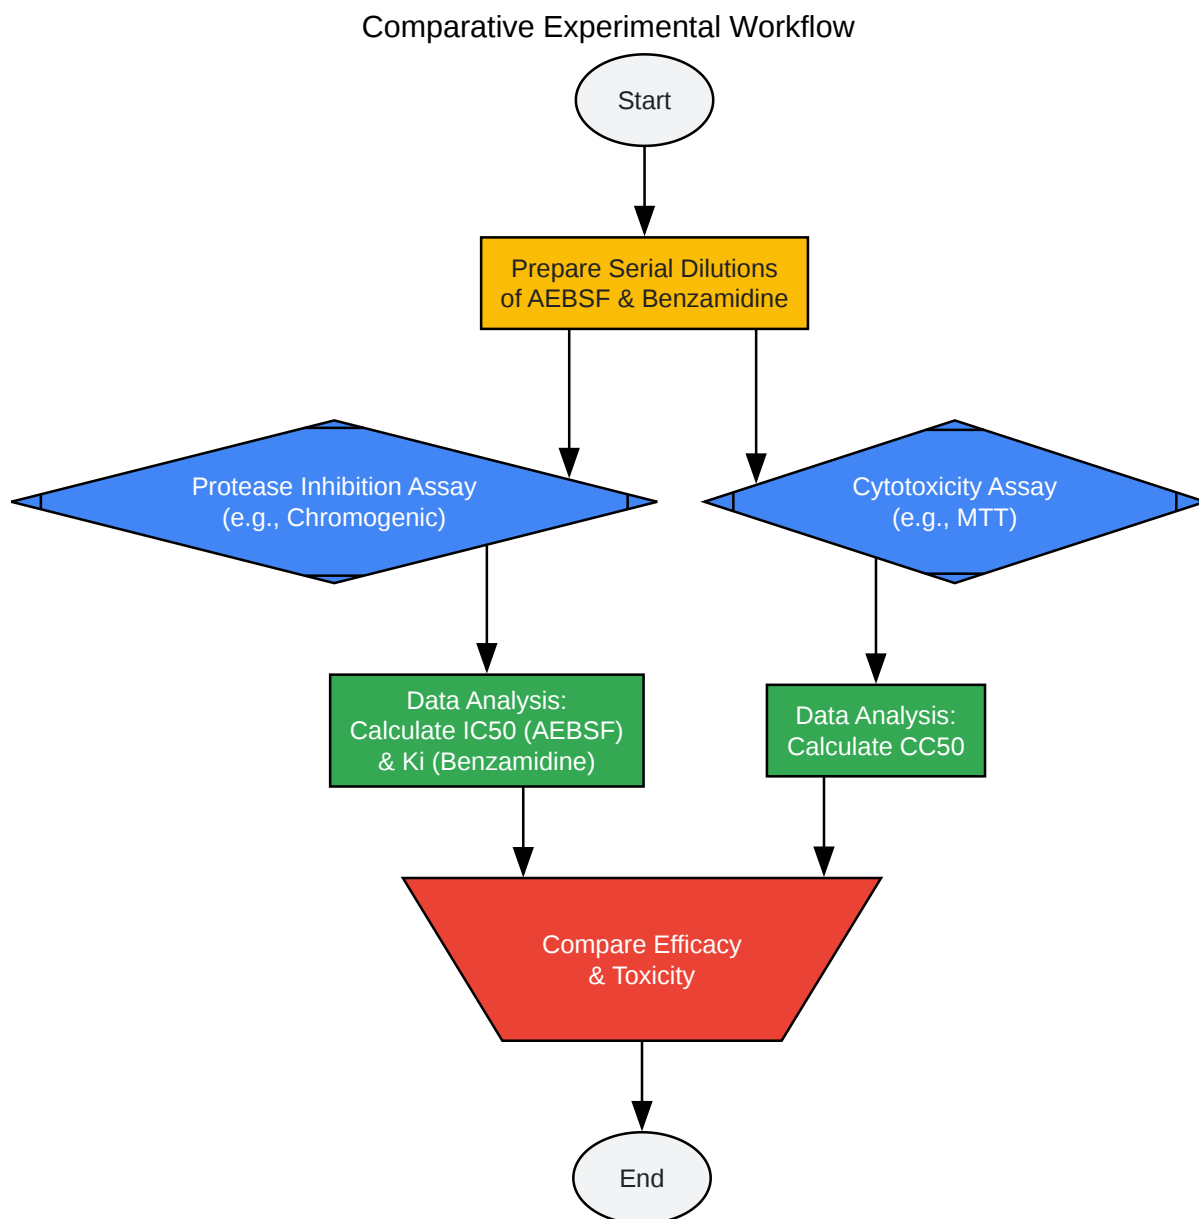 Comparative Experimental Workflow
Start
Prepare Serial Dilutions
of AEBSF & Benzamidine
Protease Inhibition Assay
(e.g., Chromogenic)
Cytotoxicity Assay
(e.g., MTT)
Data Analysis:
Calculate IC50 (AEBSF)
& Ki (Benzamidine)
Data Analysis:
Calculate CC50
Compare Efficacy
& Toxicity
End